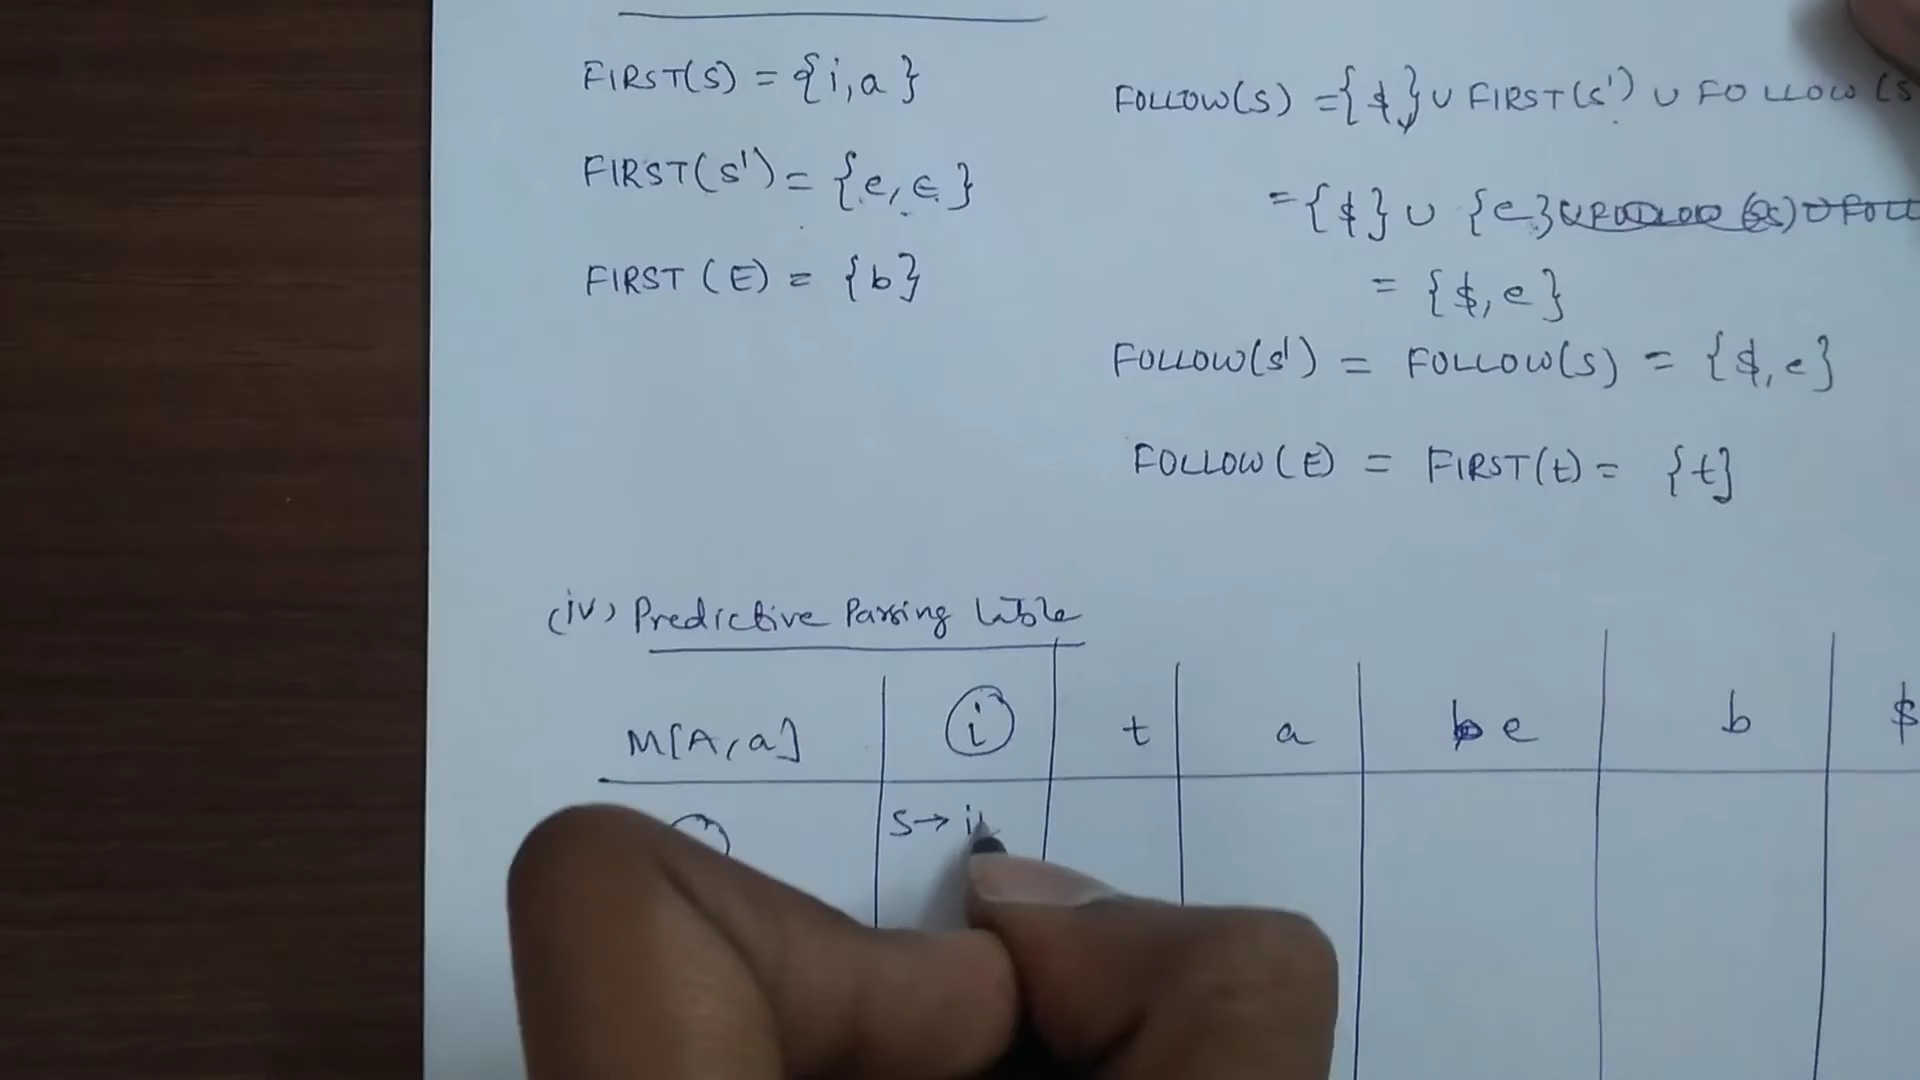 FIRST(S) = {i,a}
FIRST(S') = {e,ϵ}
FIRST (E) = {b}
FOLLOW(S) = {$} ∪ FIRST(S') ∪ FOLLOW(S
= {$} ∪ {e}
= {$,e}
FOLLOW(S') = FOLLOW(S) = {$,e}
FOLLOW(E) = FIRST(t) = {t}
(iv) Predictive Parsing table
M[A,a] i t a e b $
S→ i